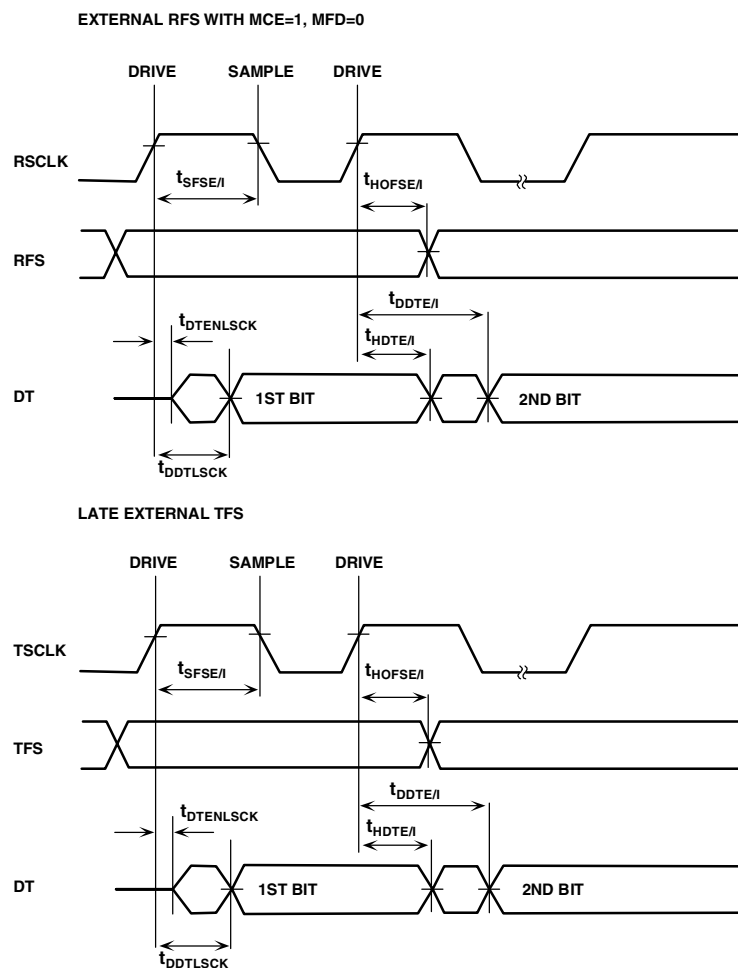 EXTERNAL RFS WITH MCE=1, MFD=0
DRIVE SAMPLE DRIVE
RSCLK
tSFSE/I
tHOFSE/I
RFS
tDDTE/I
tDTENLSCK
tHDTE/I
DT
1ST BIT
2ND BIT
tDDTLSCK
LATE EXTERNAL TFS
DRIVE SAMPLE DRIVE
TSCLK
tSFSE/I
tHOFSE/I
TFS
tDDTE/I
tDTENLSCK
tHDTE/I
DT
1ST BIT
2ND BIT
tDDTLSCK